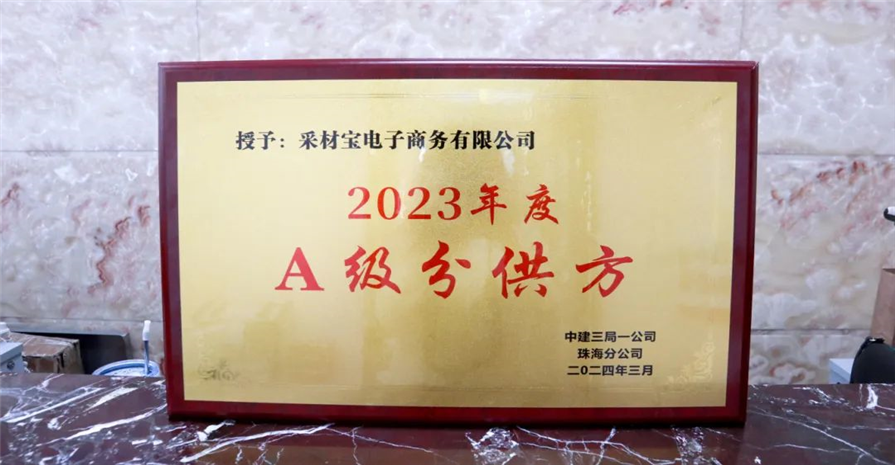 授予：采材宝电子商务有限公司
2023年度
A级分供方
中建三局一公司
珠海分公司
二〇二四年三月